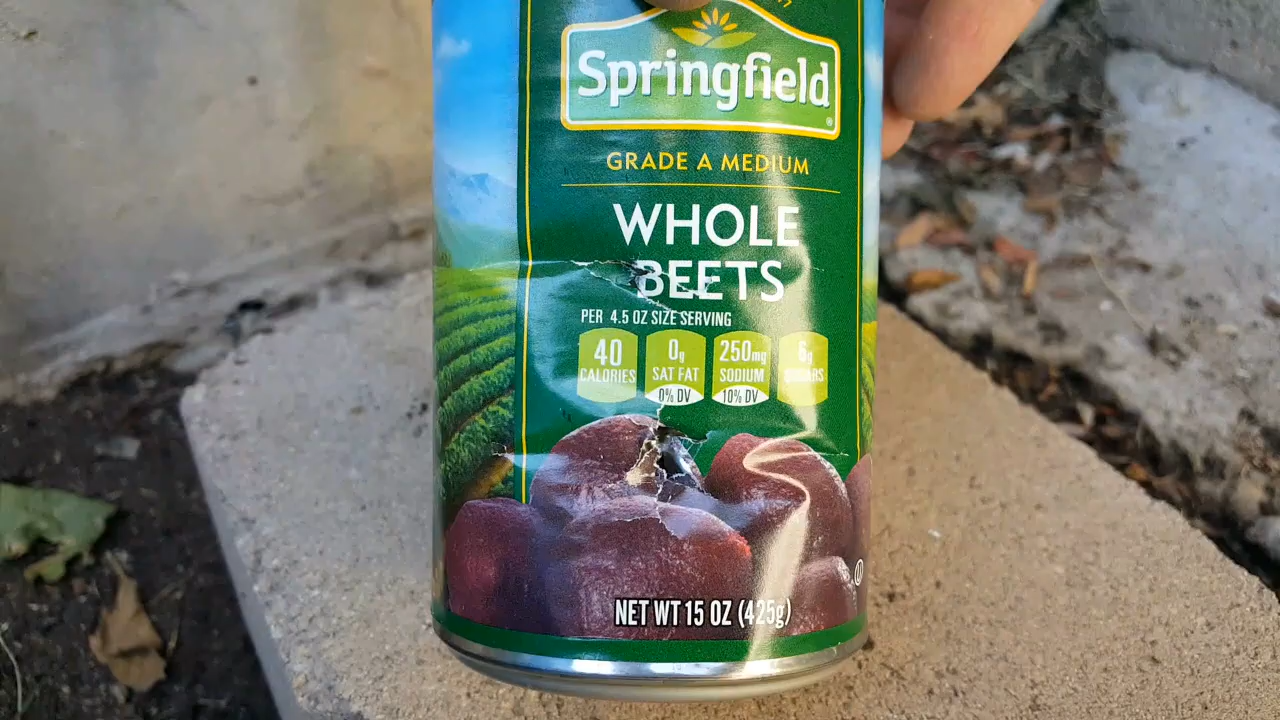 Springfield®
GRADE A MEDIUM
WHOLE
BEETS
PER 4.5 OZ SIZE SERVING
40
CALORIES
0g
SAT FAT
0% DV
250mg
SODIUM
10% DV
6g
SUGARS
NET WT 15 OZ (425g)